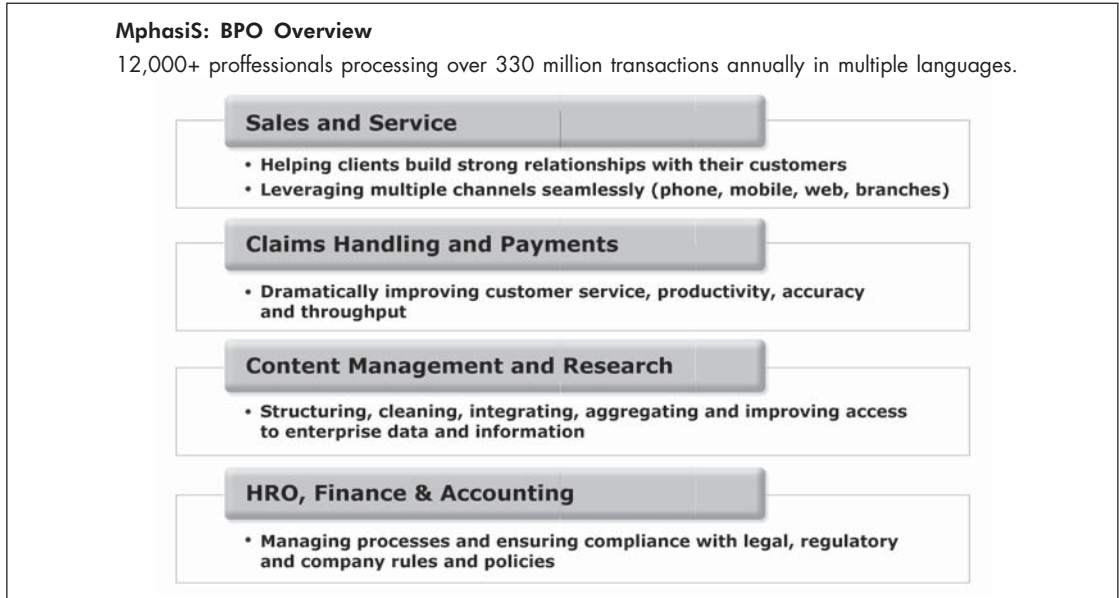 MphasiS: BPO Overview
12,000+ proffessionals processing over 330 million transactions annually in multiple languages.
Sales and Service
• Helping clients build strong relationships with their customers
• Leveraging multiple channels seamlessly (phone, mobile, web, branches)
Claims Handling and Payments
• Dramatically improving customer service, productivity, accuracy
and throughput
Content Management and Research
• Structuring, cleaning, integrating, aggregating and improving access
to enterprise data and information
HRO, Finance & Accounting
• Managing processes and ensuring compliance with legal, regulatory
and company rules and policies